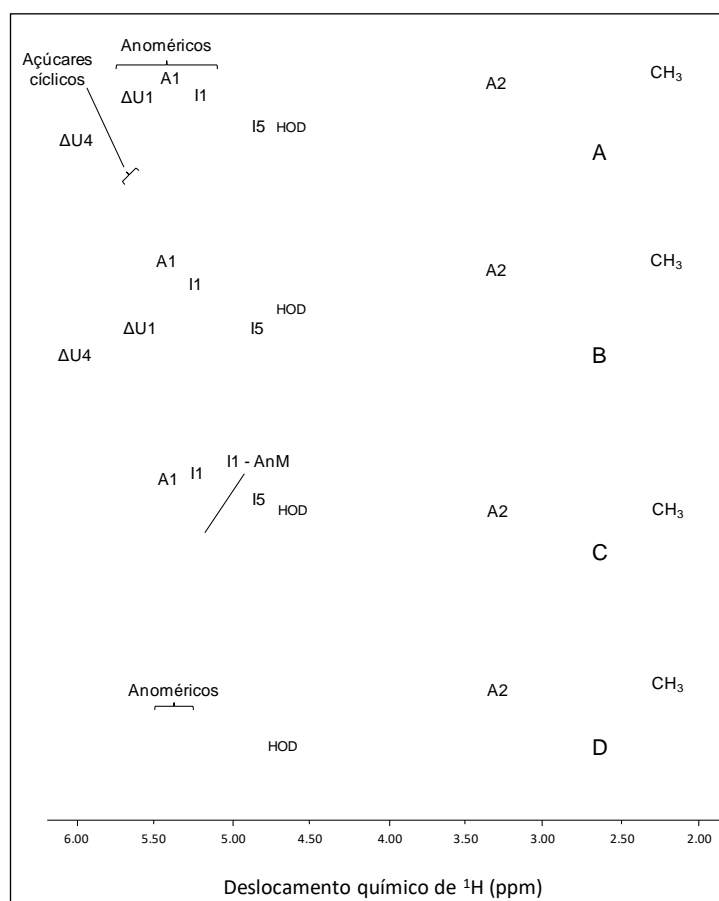 Açúcares
cíclicos
Anoméricos
A1
ΔU1
I1
ΔU4
I5
HOD
A2
CH₃
A
A1
I1
ΔU1
ΔU4
I5
HOD
A2
CH₃
B
I1 - AnM
A1
I1
I5
HOD
A2
CH₃
C
Anoméricos
HOD
A2
CH₃
D
6.00 5.50 5.00 4.50 4.00 3.50 3.00 2.50 2.00
Deslocamento químico de ¹H (ppm)